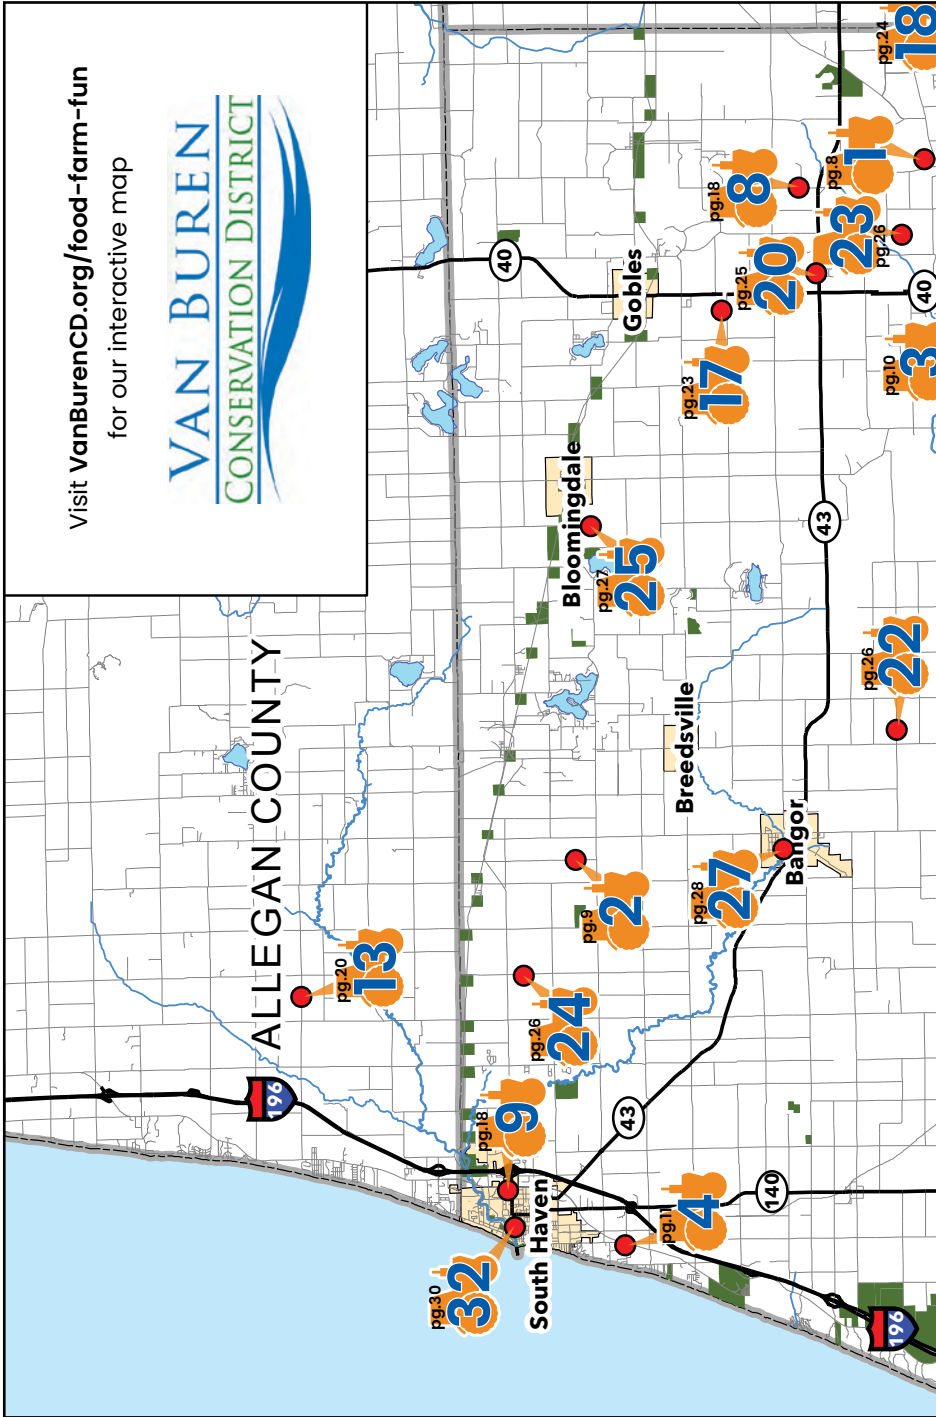 Visit VanBurenCD.org/food-farm-fun
for our interactive map
VAN BUREN
CONSERVATION DISTRICT
ALLEGAN COUNTY
196
pg.20
13
40
pg.30
32
pg.18
9
South Haven
pg.26
24
pg.9
2
Bloomingdale
pg.27
25
Gobles
43
pg.11
4
140
pg.28
27
Bangor
Breedsville
pg.23
17
pg.25
20
pg.18
8
pg.8
1
23
pg.26
43
pg.26
22
pg.10
3
40
pg.24
18
196